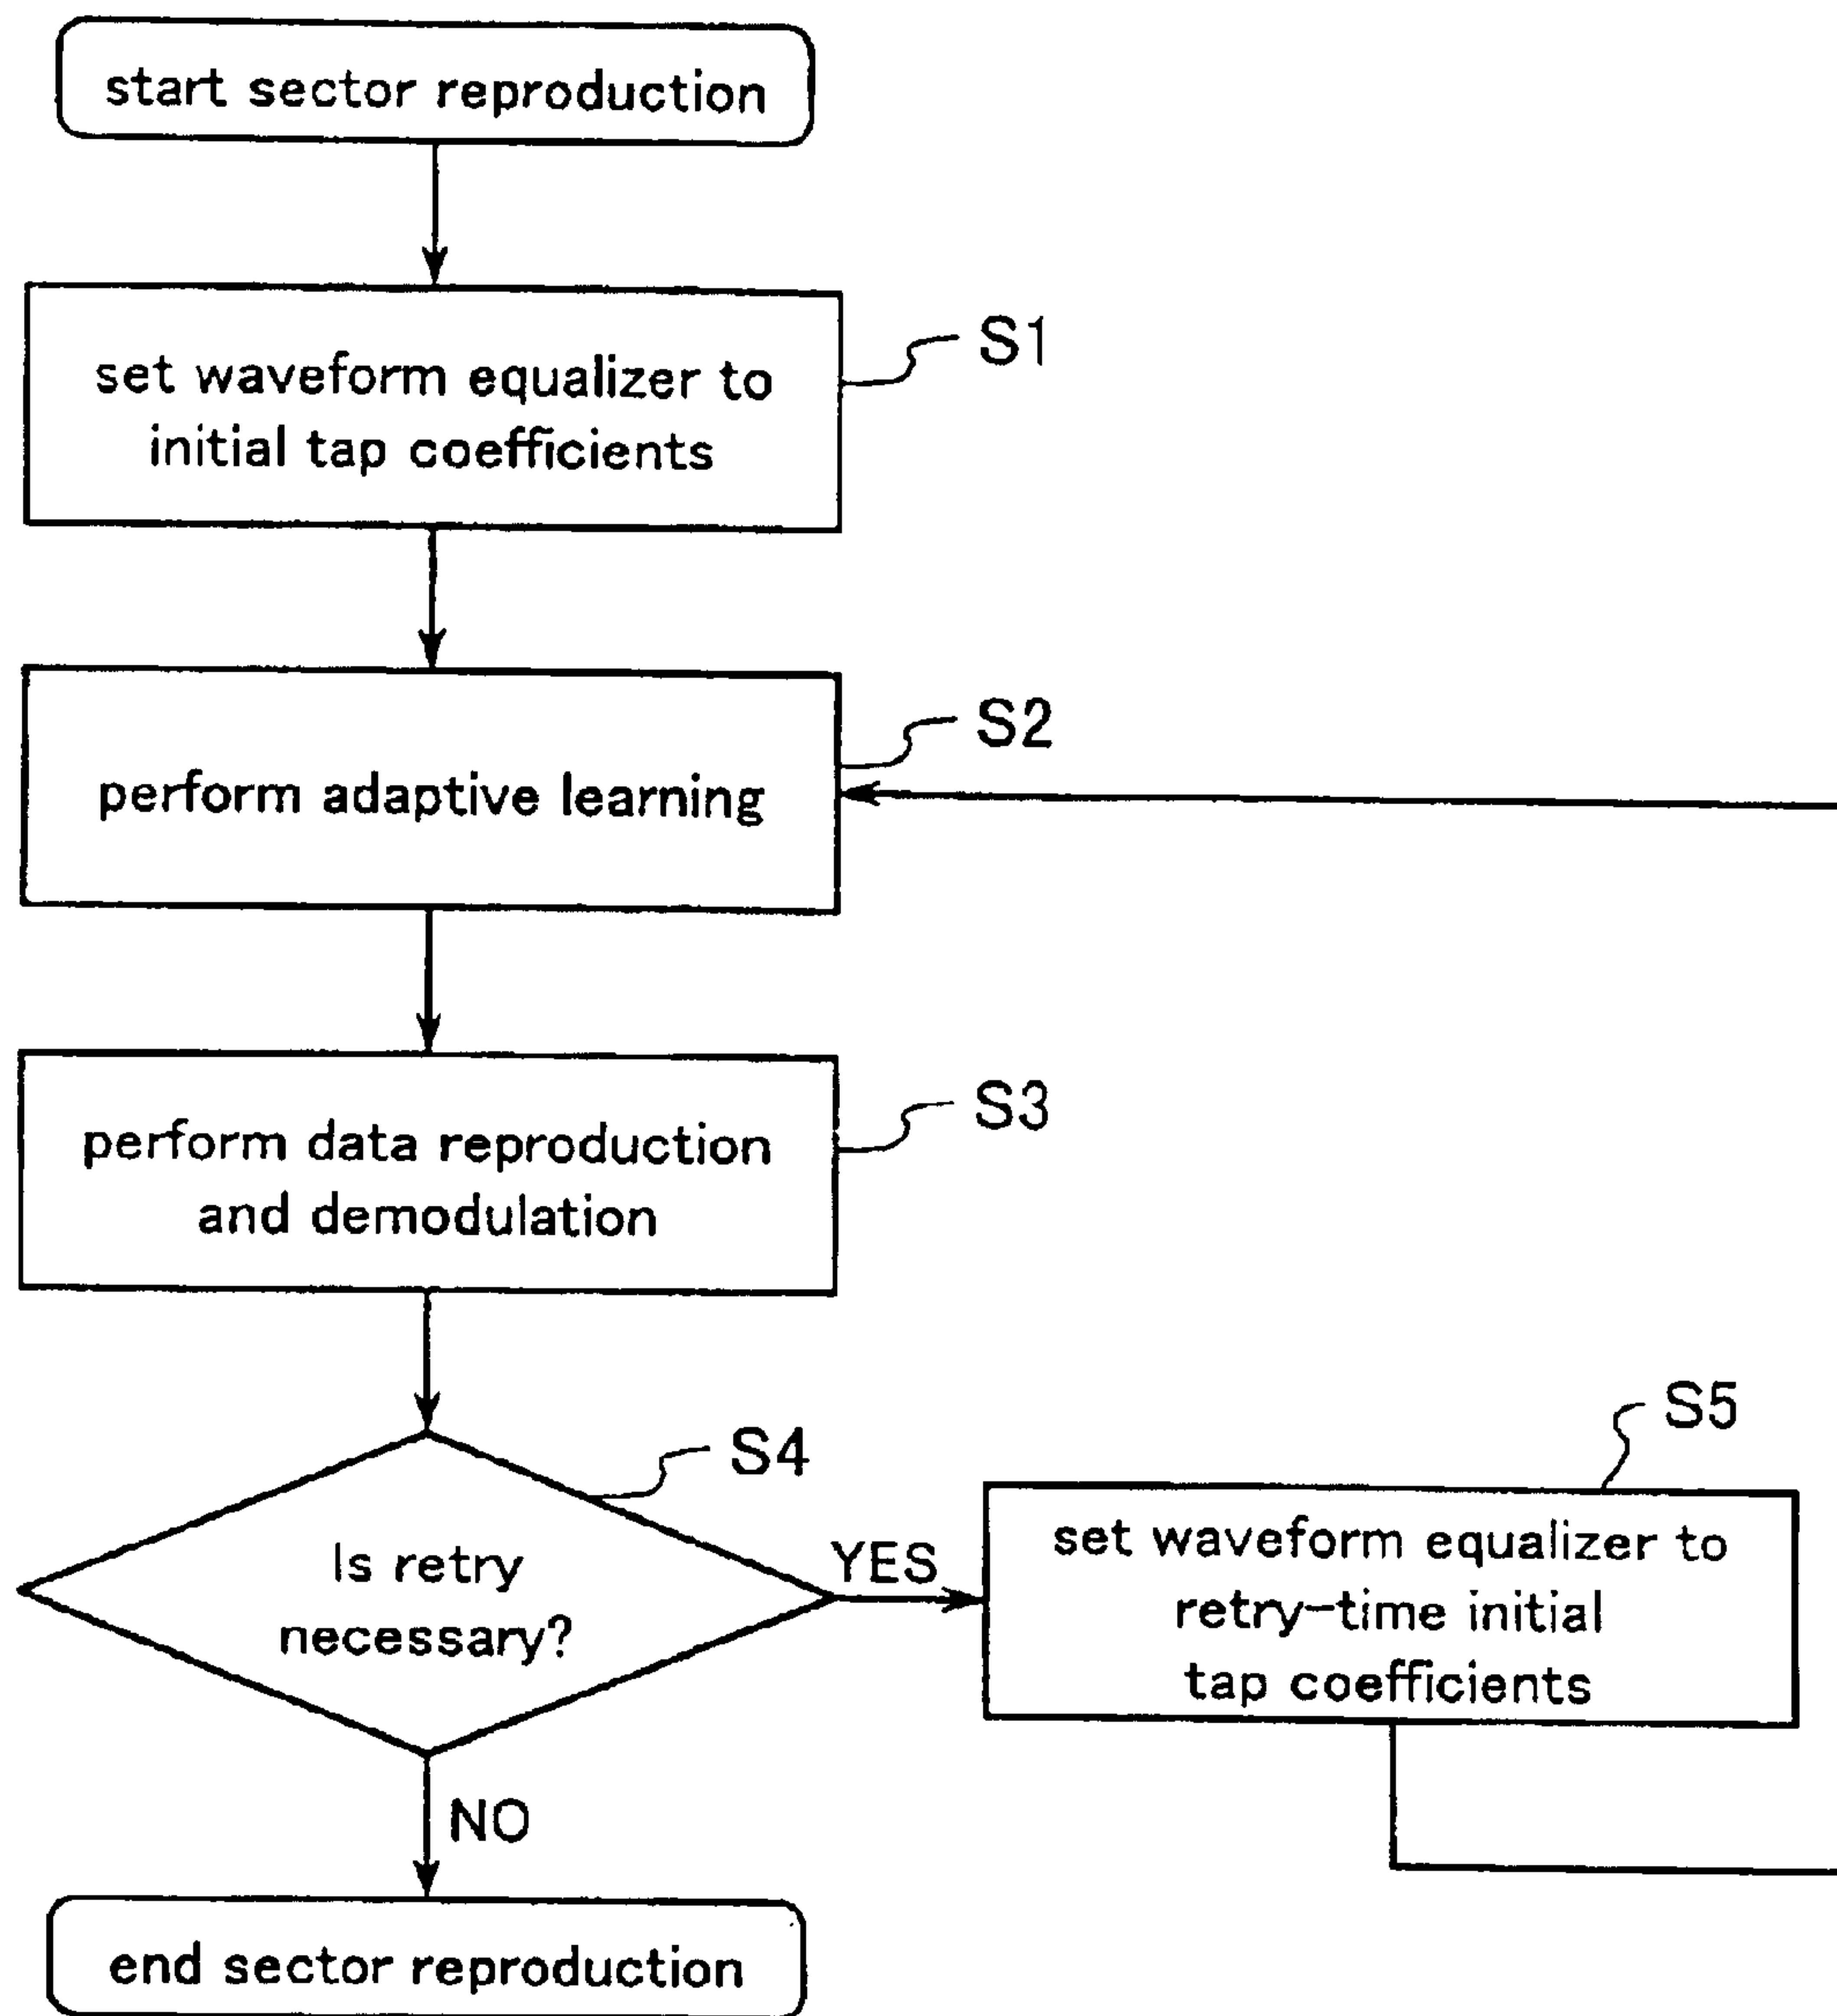 start sector reproduction
S1
set waveform equalizer to
initial tap coefficients
S2
perform adaptive learning
S3
perform data reproduction
and demodulation
S4
Is retry
necessary?
YES
S5
set waveform equalizer to
retry-time initial
tap coefficients
NO
end sector reproduction